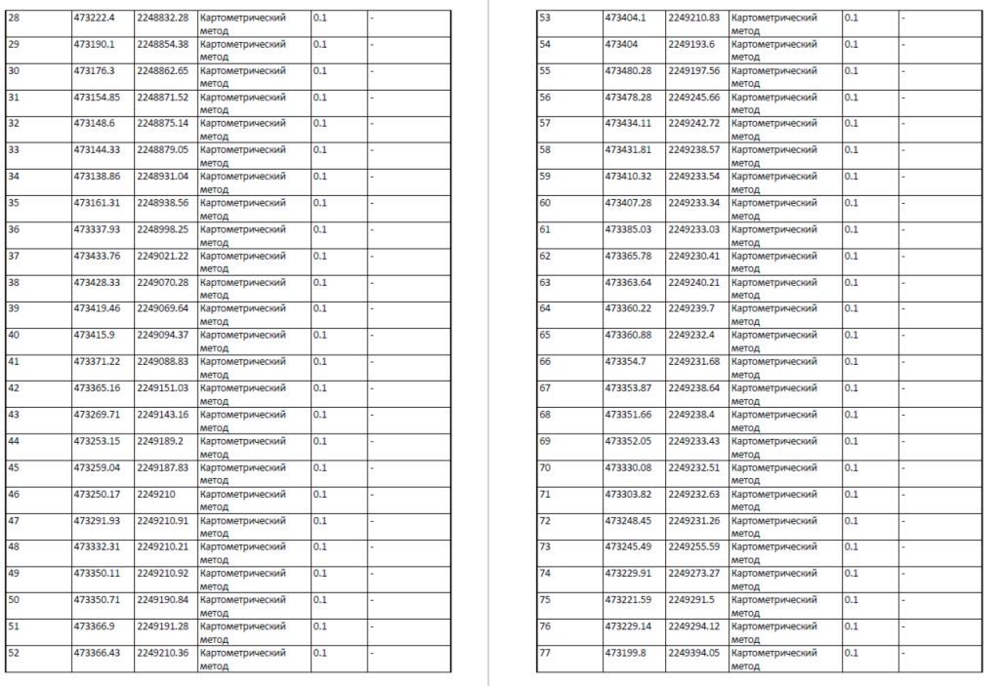 28 473222.4 2248832.28 Картометрический 0.1 -
метод
29 473190.1 2248854.38 Картометрический 0.1 -
метод
30 473176.3 2248862.65 Картометрический 0.1 -
метод
31 473154.85 2248871.52 Картометрический 0.1 -
метод
32 473148.6 2248875.14 Картометрический 0.1 -
метод
33 473144.33 2248879.05 Картометрический 0.1 -
метод
34 473138.86 2248931.04 Картометрический 0.1 -
метод
35 473161.31 2248938.56 Картометрический 0.1 -
метод
36 473337.93 2248998.25 Картометрический 0.1 -
метод
37 473433.76 2249021.22 Картометрический 0.1 -
метод
38 473428.33 2249070.28 Картометрический 0.1 -
метод
39 473419.46 2249069.64 Картометрический 0.1 -
метод
40 473415.9 2249094.37 Картометрический 0.1 -
метод
41 473371.22 2249088.83 Картометрический 0.1 -
метод
42 473365.16 2249151.03 Картометрический 0.1 -
метод
43 473269.71 2249143.16 Картометрический 0.1 -
метод
44 473253.15 2249189.2 Картометрический 0.1 -
метод
45 473259.04 2249187.83 Картометрический 0.1 -
метод
46 473250.17 2249210 Картометрический 0.1 -
метод
47 473291.93 2249210.91 Картометрический 0.1 -
метод
48 473332.31 2249210.21 Картометрический 0.1 -
метод
49 473350.11 2249210.92 Картометрический 0.1 -
метод
50 473350.71 2249190.84 Картометрический 0.1 -
метод
51 473366.9 2249191.28 Картометрический 0.1 -
метод
52 473366.43 2249210.36 Картометрический 0.1 -
метод
53 473404.1 2249210.83 Картометрический 0.1 -
метод
54 473404 2249193.6 Картометрический 0.1 -
метод
55 473480.28 2249197.56 Картометрический 0.1 -
метод
56 473478.28 2249245.66 Картометрический 0.1 -
метод
57 473434.11 2249242.72 Картометрический 0.1 -
метод
58 473431.81 2249238.57 Картометрический 0.1 -
метод
59 473410.32 2249233.54 Картометрический 0.1 -
метод
60 473407.28 2249233.34 Картометрический 0.1 -
метод
61 473385.03 2249233.03 Картометрический 0.1 -
метод
62 473365.78 2249230.41 Картометрический 0.1 -
метод
63 473363.64 2249240.21 Картометрический 0.1 -
метод
64 473360.22 2249239.7 Картометрический 0.1 -
метод
65 473360.88 2249232.4 Картометрический 0.1 -
метод
66 473354.7 2249231.68 Картометрический 0.1 -
метод
67 473353.87 2249238.64 Картометрический 0.1 -
метод
68 473351.66 2249238.4 Картометрический 0.1 -
метод
69 473352.05 2249233.43 Картометрический 0.1 -
метод
70 473330.08 2249232.51 Картометрический 0.1 -
метод
71 473303.82 2249232.63 Картометрический 0.1 -
метод
72 473248.45 2249231.26 Картометрический 0.1 -
метод
73 473245.49 2249255.59 Картометрический 0.1 -
метод
74 473229.91 2249273.27 Картометрический 0.1 -
метод
75 473221.59 2249291.5 Картометрический 0.1 -
метод
76 473229.14 2249294.12 Картометрический 0.1 -
метод
77 473199.8 2249394.05 Картометрический 0.1 -
метод